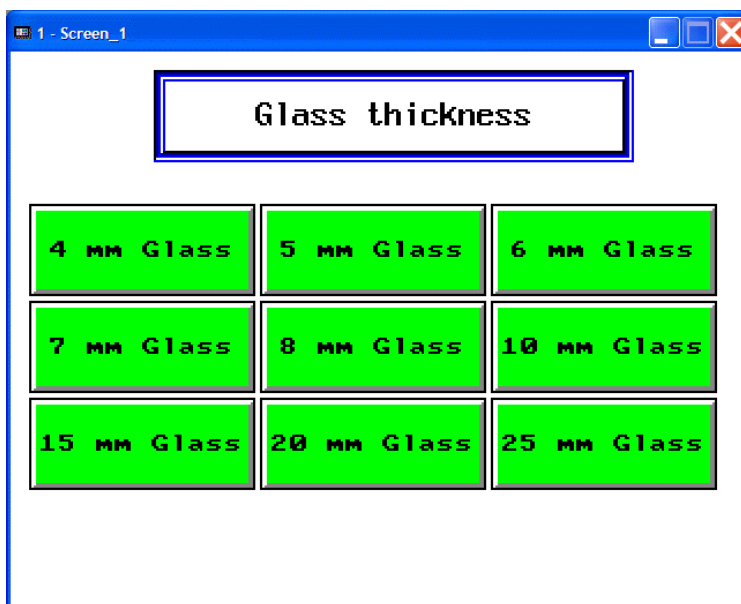 1 - Screen_1
Glass thickness
4 mm Glass 5 mm Glass 6 mm Glass
7 mm Glass 8 mm Glass 10 mm Glass
15 mm Glass 20 mm Glass 25 mm Glass